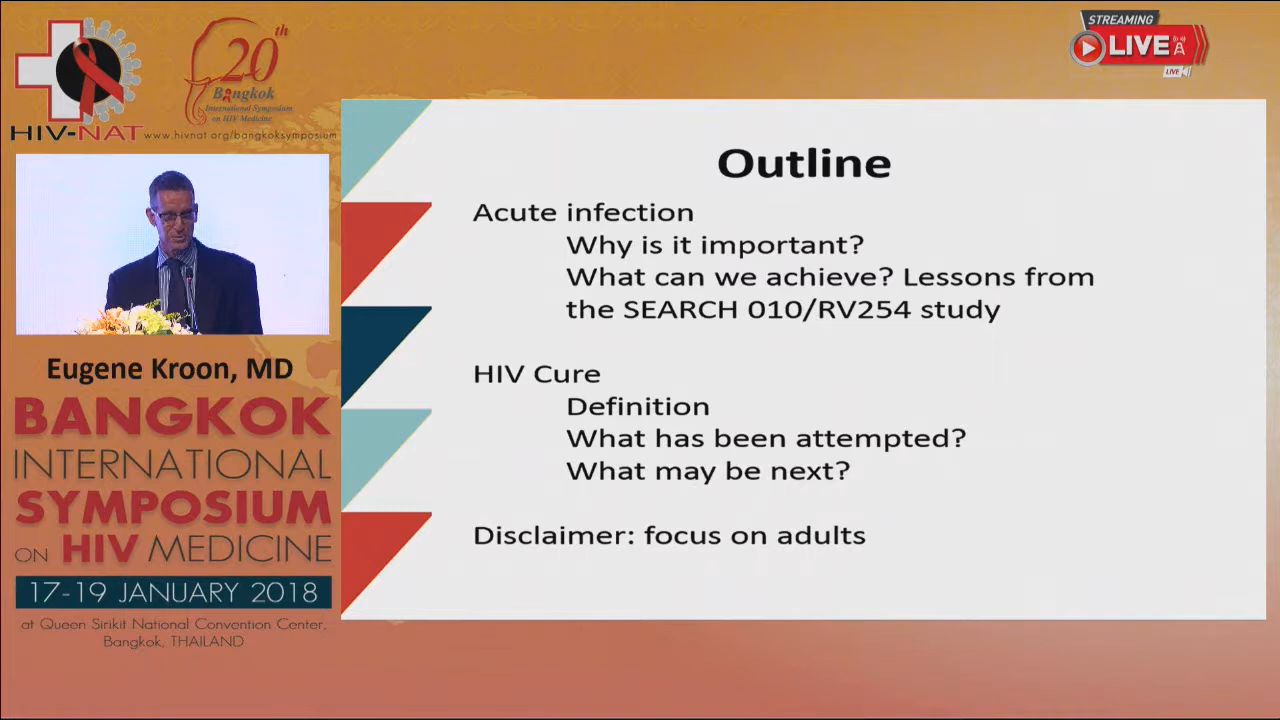 HIV-NAT
www.hivnat.org/bangkoksymposium
20th
Bangkok
International Symposium
on HIV Medicine
STREAMING
LIVE
LIVE
Eugene Kroon, MD
BANGKOK
INTERNATIONAL
SYMPOSIUM
ON HIV MEDICINE
17-19 JANUARY 2018
at Queen Sirikit National Convention Center,
Bangkok, THAILAND
Outline
Acute infection
Why is it important?
What can we achieve? Lessons from
the SEARCH 010/RV254 study
HIV Cure
Definition
What has been attempted?
What may be next?
Disclaimer: focus on adults